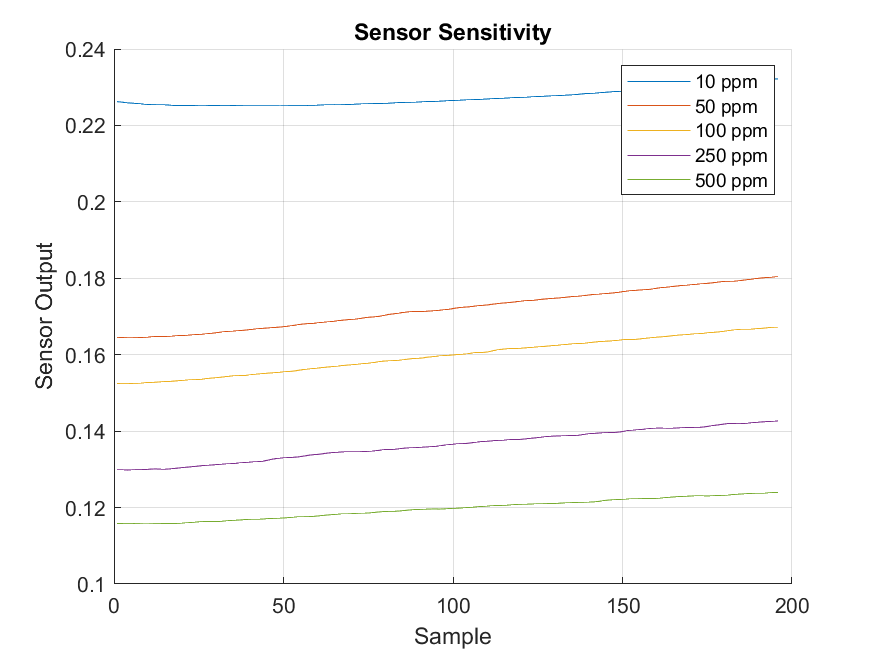 Sensor Sensitivity
0.24
0.22
0.2
0.18
0.16
0.14
0.12
0.1
Sensor Output
10 ppm
50 ppm
100 ppm
250 ppm
500 ppm
0
50
100
150
200
Sample